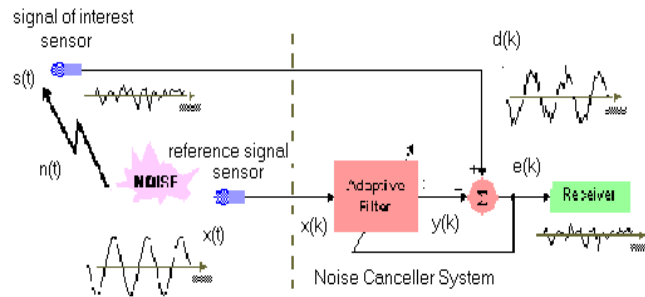 signal of interest
sensor
d(k)
s(t)
n(t)
reference signal
sensor
NOISE
+
e(k)
Adaptive
Filter
-
Σ
Receiver
x(k)
y(k)
x(t)
Noise Canceller System